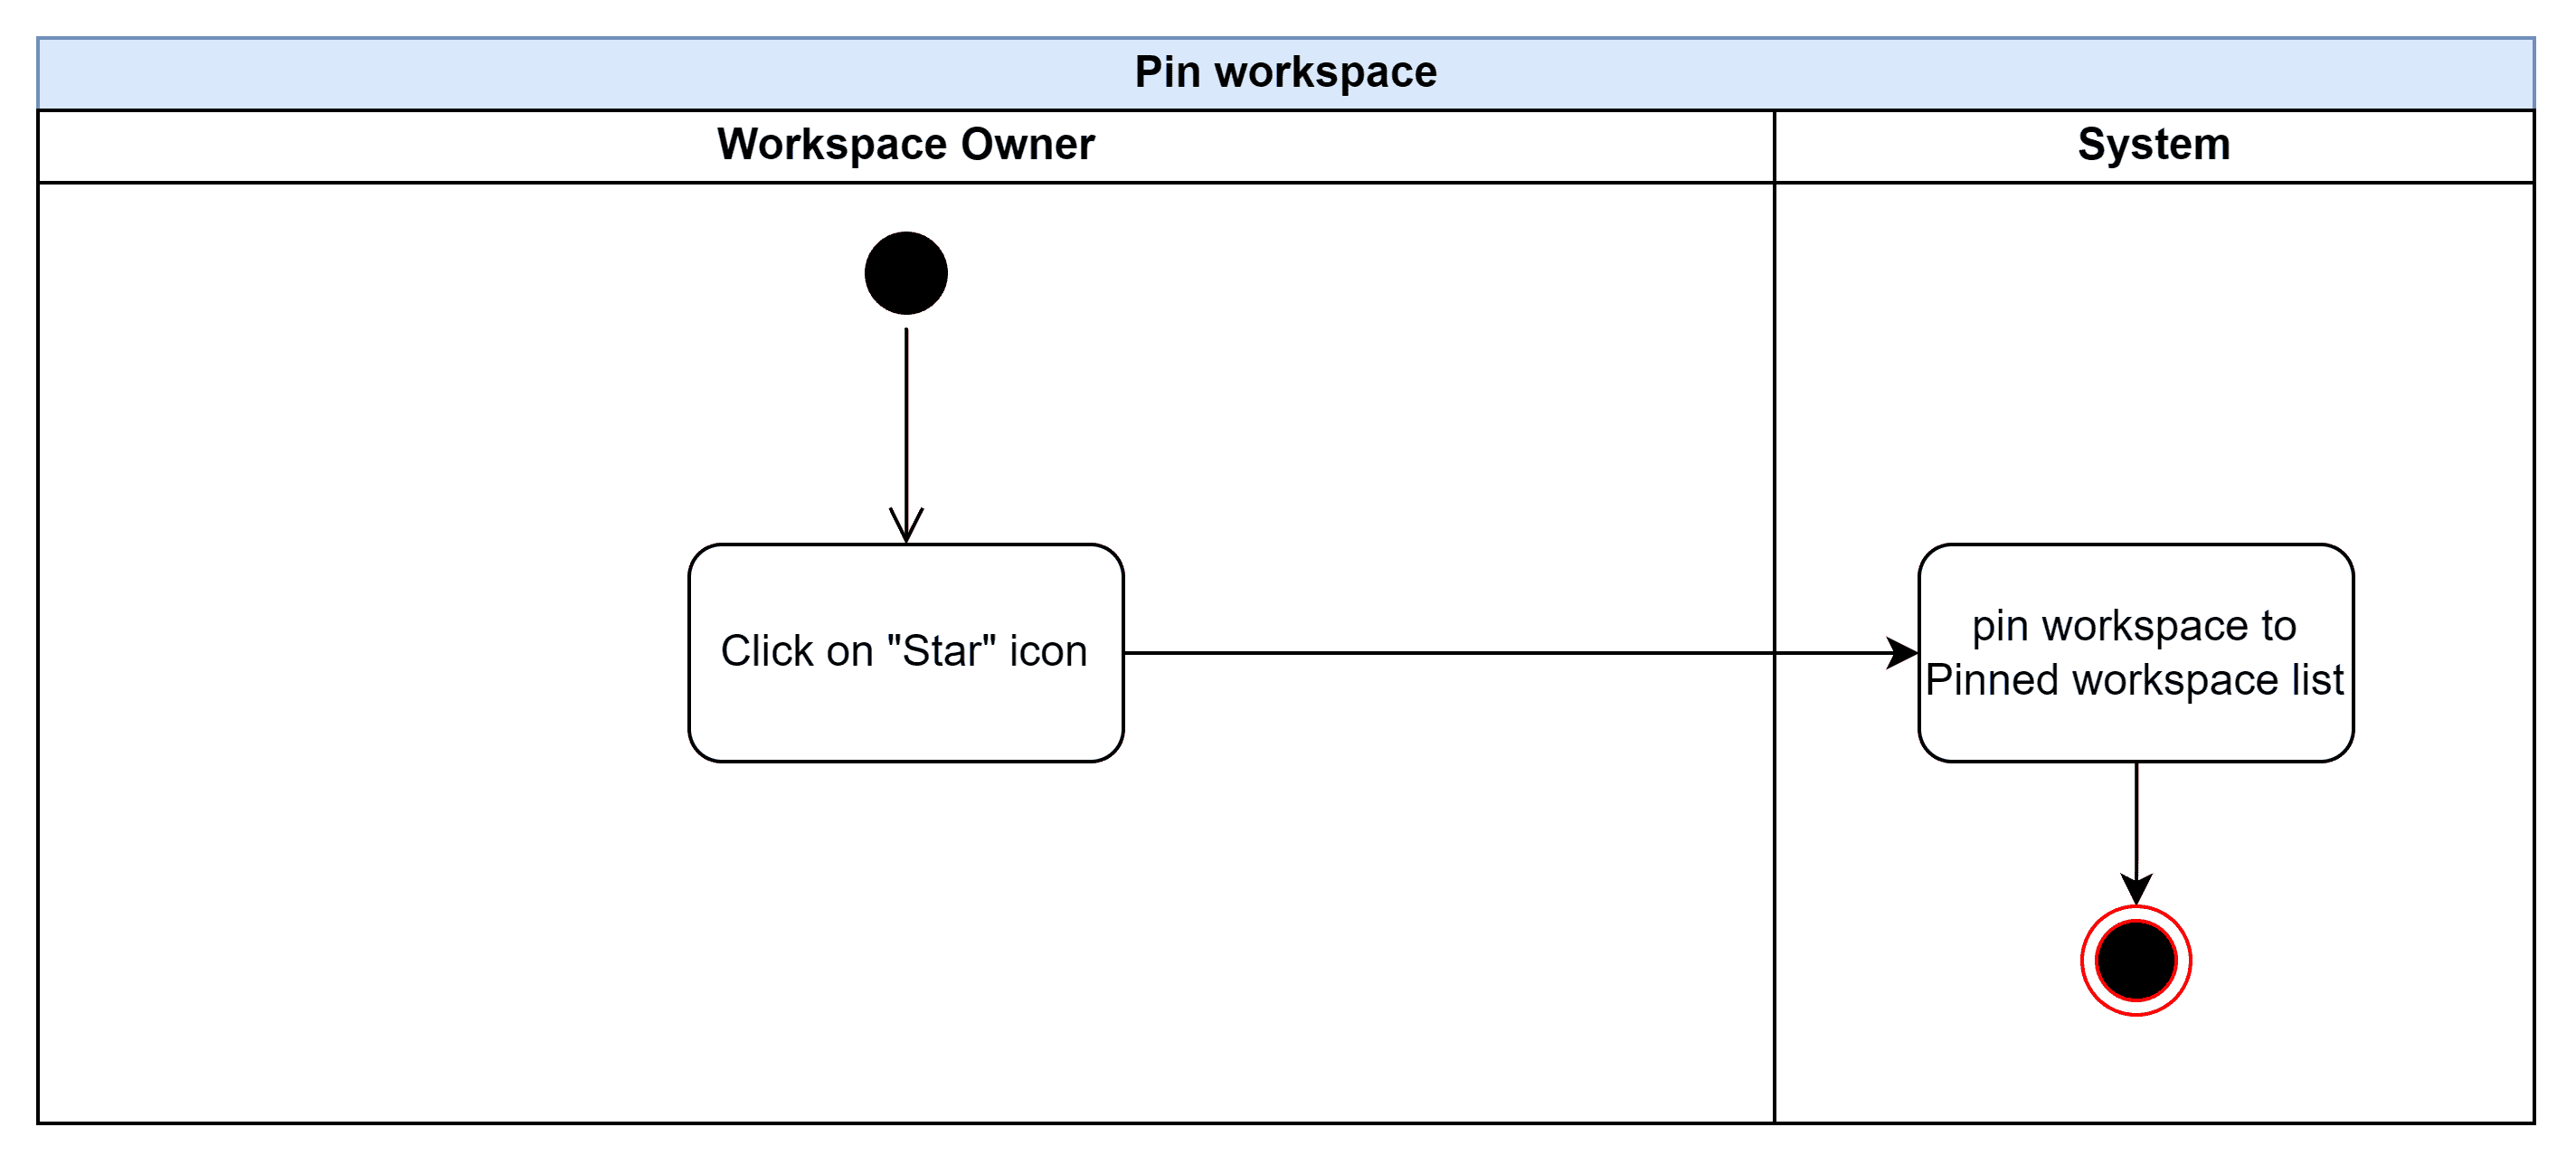 Pin workspace
Workspace Owner
System
Click on "Star" icon
pin workspace to
Pinned workspace list